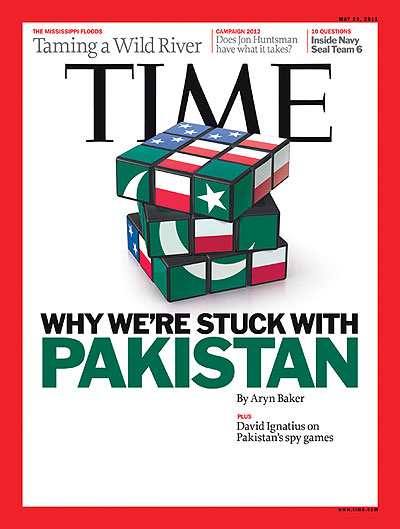 MAY 23, 2011
THE MISSISSIPPI FLOODS
Taming a Wild River
CAMPAIGN 2012
Does Jon Huntsman
have what it takes?
10 QUESTIONS
Inside Navy
Seal Team 6
TIME
WHY WE'RE STUCK WITH
PAKISTAN
By Aryn Baker
PLUS
David Ignatius on
Pakistan's spy games
www.time.com